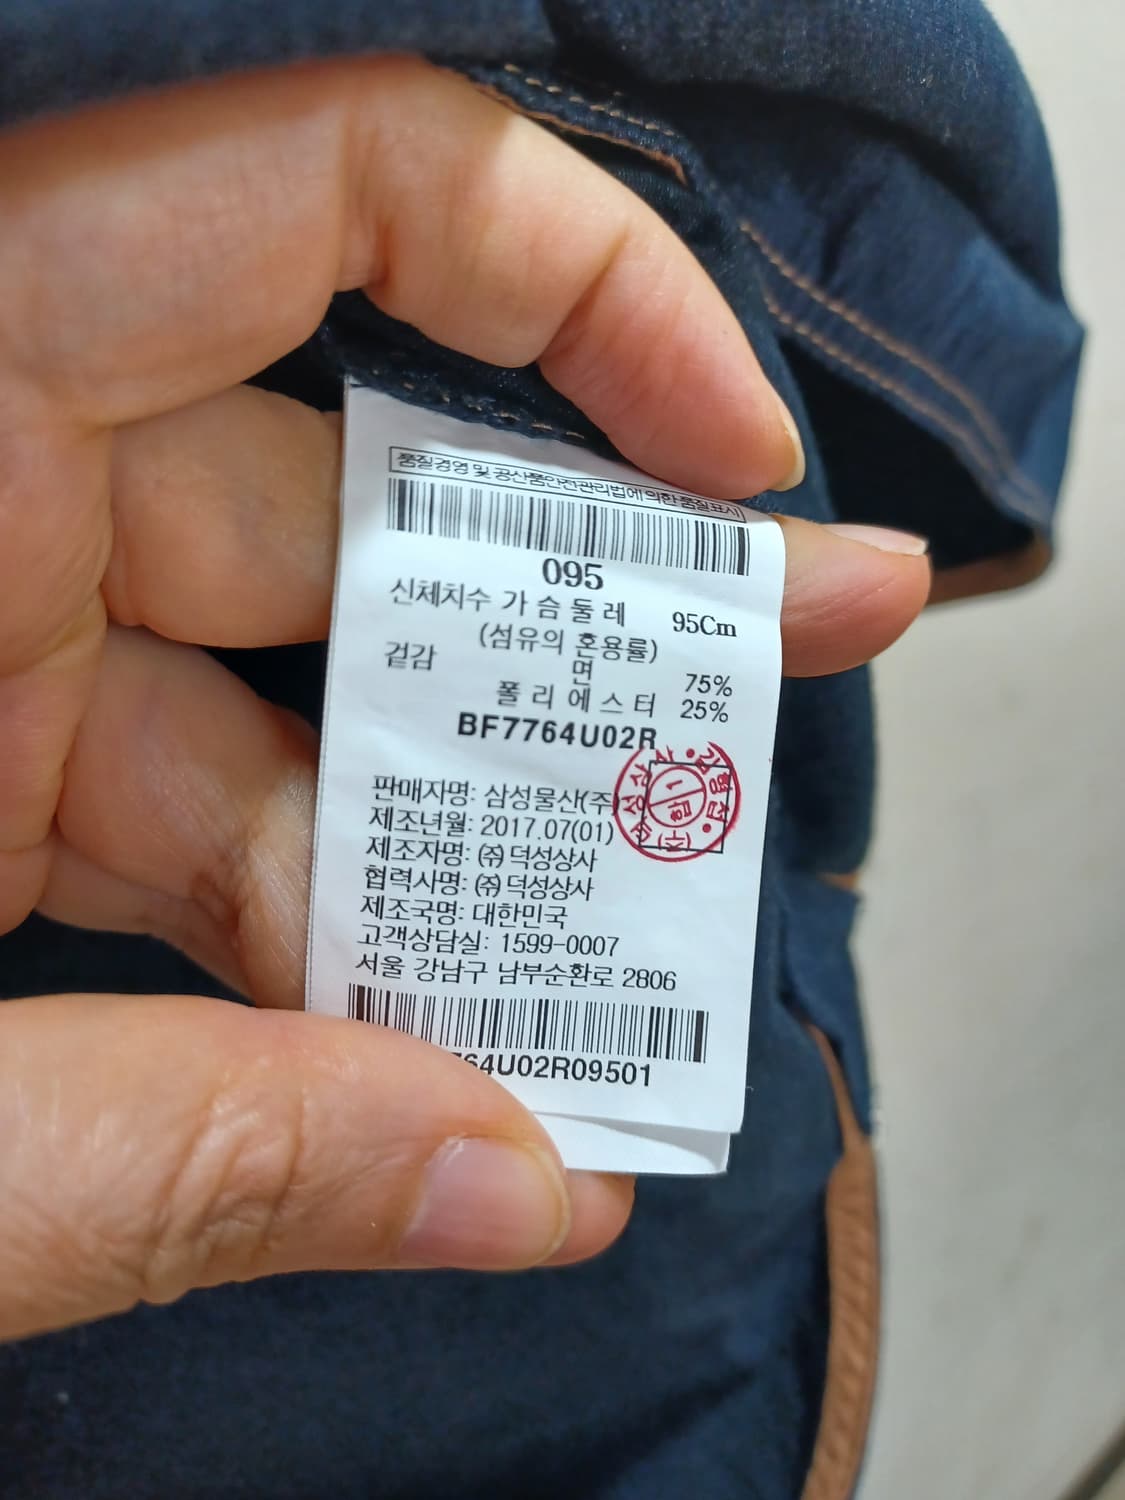 품질경영 및 공산품안전관리법에 의한 품질표시
095
신체치수 가 슴 둘 레 95Cm
(섬유의 혼용률)
겉감 면 75%
폴 리 에 스 터 25%
BF7764U02R
판매자명: 삼성물산(주
제조년월: 2017.07(01)
제조자명: ㈜덕성상사
협력사명: ㈜덕성상사
제조국명: 대한민국
고객상담실: 1599-0007
서울 강남구 남부순환로 2806
764U02R09501